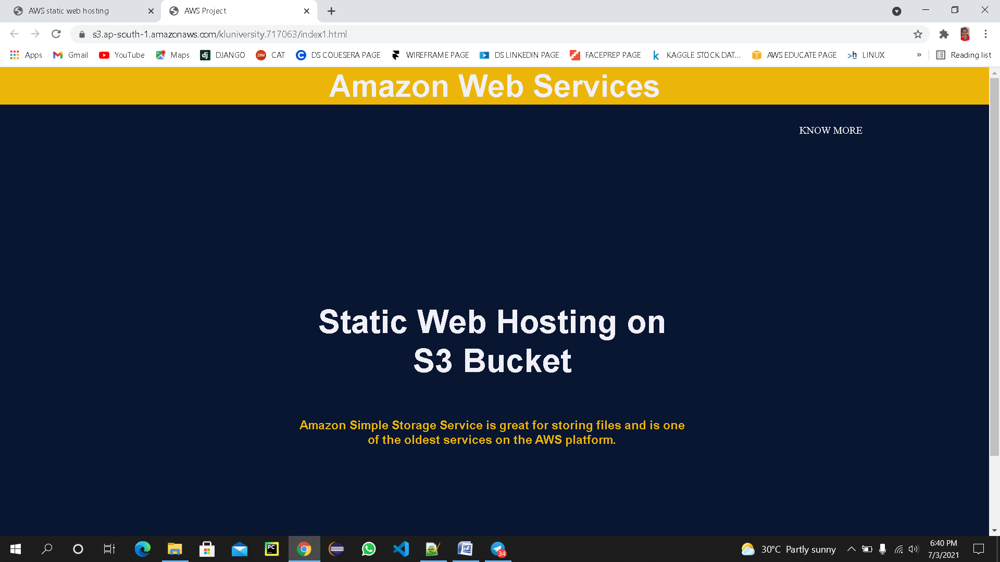 AWS static web hosting
AWS Project
s3.ap-south-1.amazonaws.com/kluniversity.717063/index1.html
Apps Gmail YouTube Maps dj DJANGO 2IIM CAT C DS COUESERA PAGE WIREFRAME PAGE DS LINKEDIN PAGE FACEPREP PAGE k KAGGLE STOCK DAT... AWS EDUCATE PAGE >h LINUX » Reading list
Amazon Web Services
KNOW MORE
Static Web Hosting on
S3 Bucket
Amazon Simple Storage Service is great for storing files and is one
of the oldest services on the AWS platform.
PC
W
34
30°C Partly sunny
6:40 PM
7/3/2021